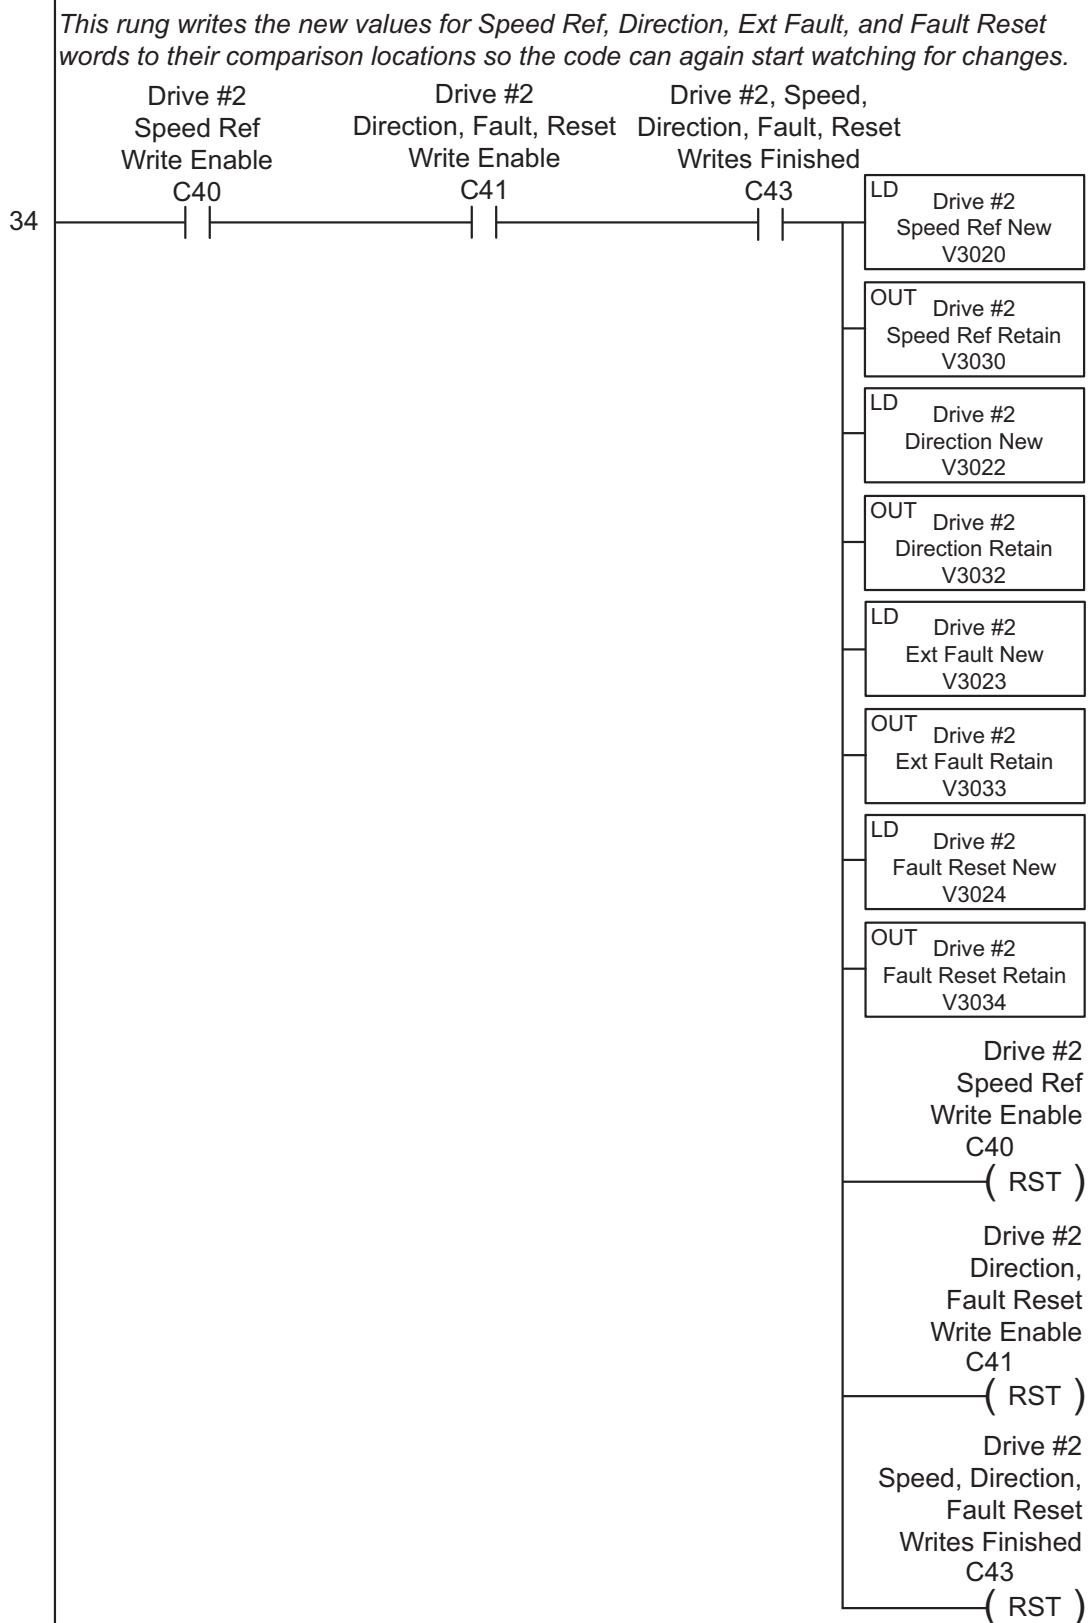 This rung writes the new values for Speed Ref, Direction, Ext Fault, and Fault Reset
words to their comparison locations so the code can again start watching for changes.
Drive #2
Speed Ref
Write Enable
C40
Drive #2
Direction, Fault, Reset
Write Enable
C41
Drive #2, Speed,
Direction, Fault, Reset
Writes Finished
C43
34
LD
Drive #2
Speed Ref New
V3020
OUT
Drive #2
Speed Ref Retain
V3030
LD
Drive #2
Direction New
V3022
OUT
Drive #2
Direction Retain
V3032
LD
Drive #2
Ext Fault New
V3023
OUT
Drive #2
Ext Fault Retain
V3033
LD
Drive #2
Fault Reset New
V3024
OUT
Drive #2
Fault Reset Retain
V3034
Drive #2
Speed Ref
Write Enable
C40
( RST )
Drive #2
Direction,
Fault Reset
Write Enable
C41
( RST )
Drive #2
Speed, Direction,
Fault Reset
Writes Finished
C43
( RST )